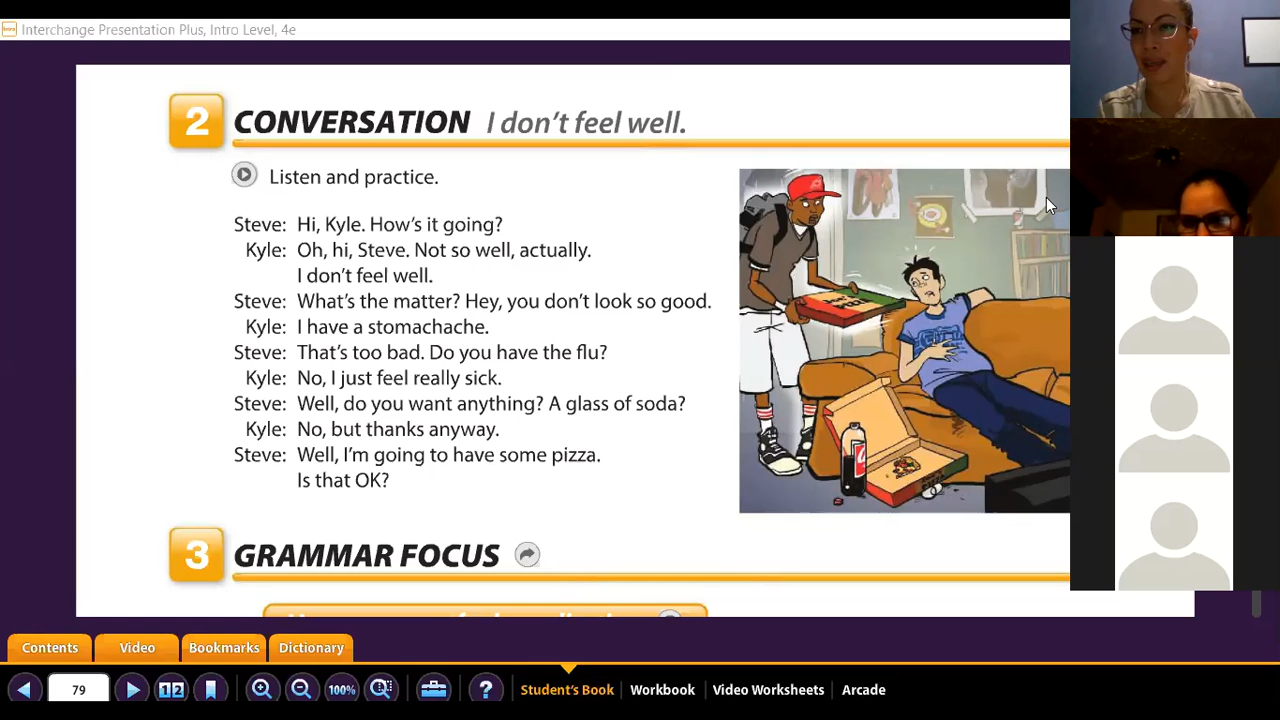 Interchange Presentation Plus, Intro Level, 4e
2 CONVERSATION I don't feel well.
Listen and practice.
Steve: Hi, Kyle. How's it going?
Kyle: Oh, hi, Steve. Not so well, actually.
I don't feel well.
Steve: What's the matter? Hey, you don't look so good.
Kyle: I have a stomachache.
Steve: That's too bad. Do you have the flu?
Kyle: No, I just feel really sick.
Steve: Well, do you want anything? A glass of soda?
Kyle: No, but thanks anyway.
Steve: Well, I'm going to have some pizza.
Is that OK?
3 GRAMMAR FOCUS
Contents Video Bookmarks Dictionary
79 12 100% ? Student's Book Workbook Video Worksheets Arcade